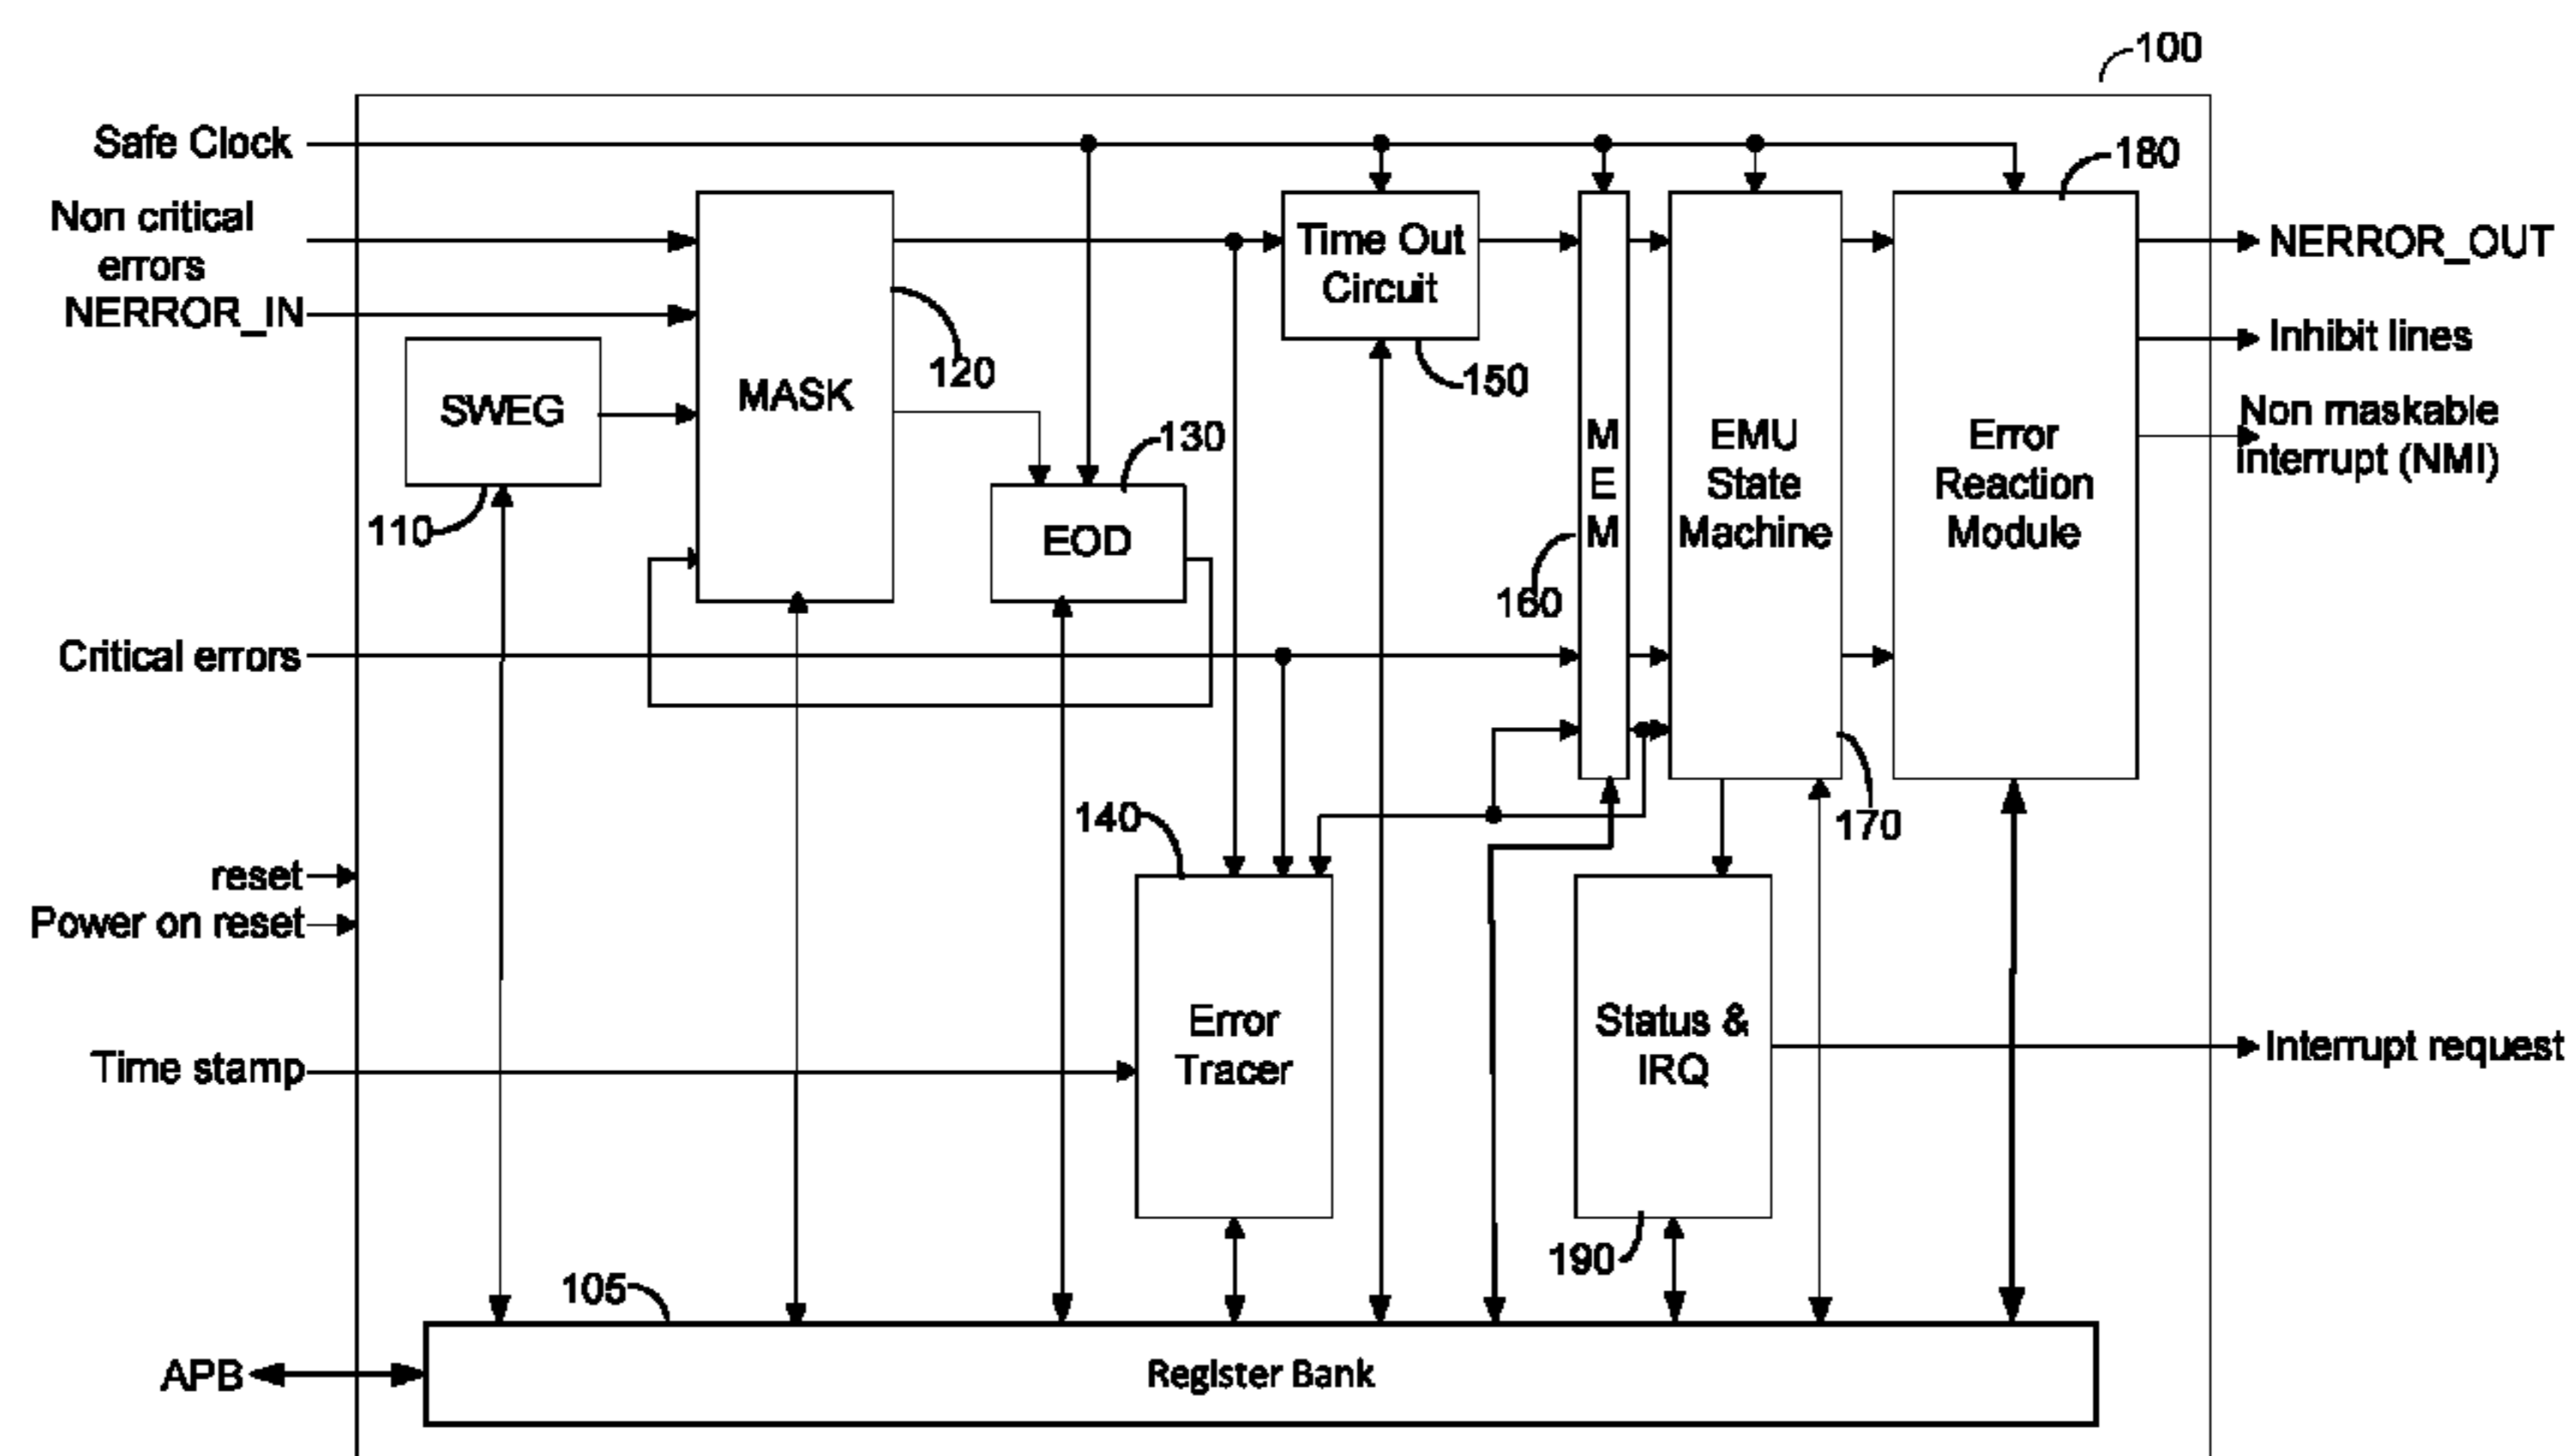 100
Safe Clock
180
Non critical
errors
Time Out
Circuit
NERROR_OUT
NERROR_IN
Inhibit lines
120
150
MASK
SWEG
Non maskable
interrupt (NMI)
130
M
E
M
EMU
State
Machine
Error
Reaction
Module
110
EOD
160
Critical errors
140
170
reset
Power on reset
Error
Tracer
Status &
IRQ
Interrupt request
Time stamp
190
105
APB
Register Bank